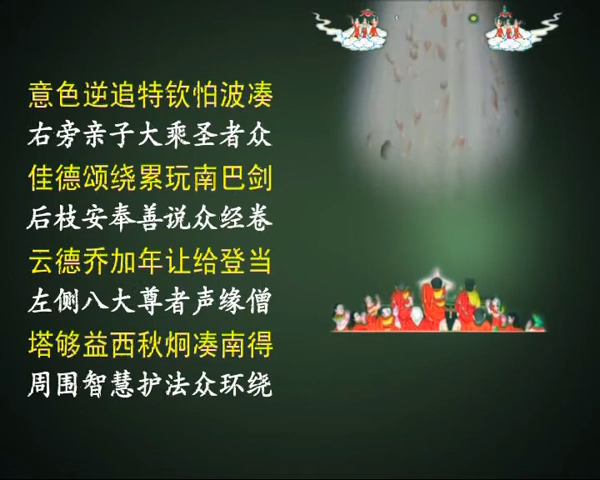 意色逆追特钦怕波凑
右旁亲子大乘圣者众
佳德颂绕累玩南巴剑
后枝安奉善说众经卷
云德乔加年让给登当
左侧八大尊者声缘僧
塔够益西秋炯凑南得
周围智慧护法众环绕